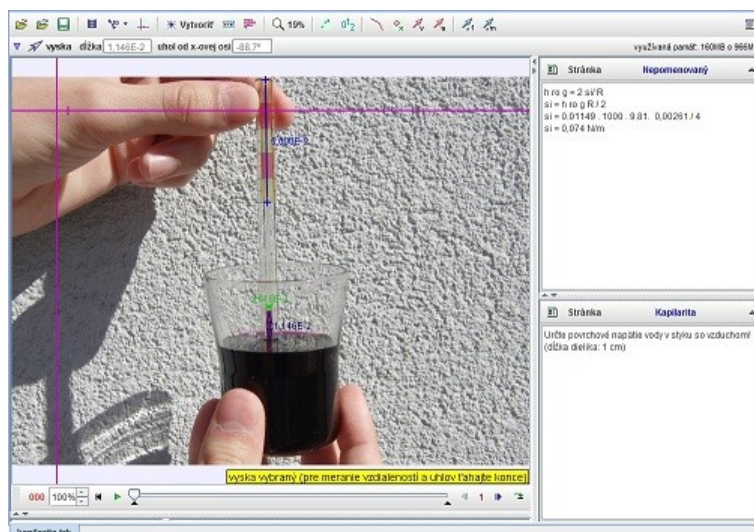 Vytvoriť 19%
vyska dĺžka 1,146E-2 uhol od x-ovej osi -88,7° využívaná pamäť: 160MB o 966M
Stránka Nepomenovaný
h ro g = 2 si/R
si = h ro g R / 2
si = 0.01149 . 1000 . 9.81. 0,00261 / 4
si = 0,074 N/m
1,146E-2
Stránka Kapilarita
Určte povrchové napätie vody v styku so vzduchom!
(dĺžka dielika: 1 cm)
vyska vybraný (pre meranie vzdialeností a uhlov ťahajte konce)
000 100% 1